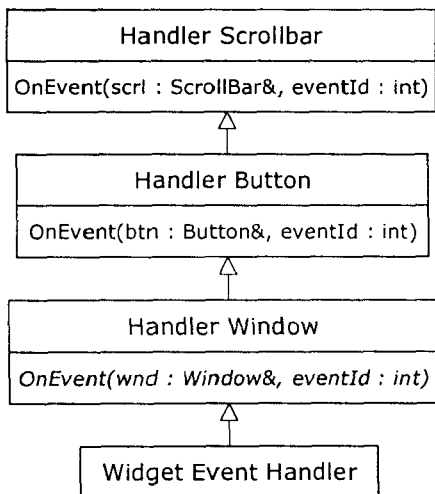 Handler Scrollbar
OnEvent(scrl : ScrollBar&, eventId : int)
Handler Button
OnEvent(btn : Button&, eventId : int)
Handler Window
OnEvent(wnd : Window&, eventId : int)
Widget Event Handler